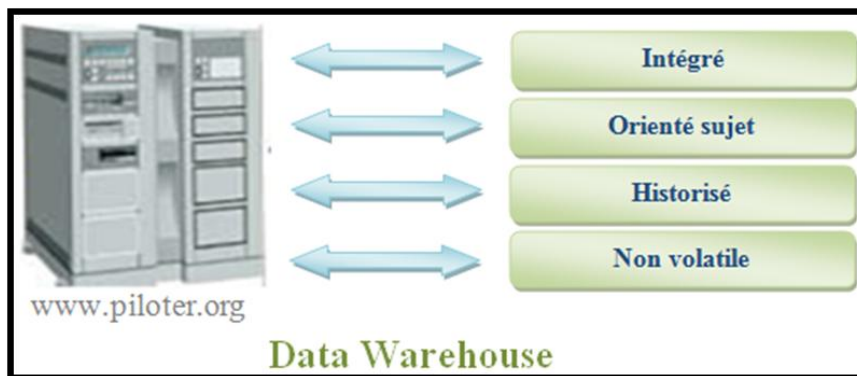 Intégré
Orienté sujet
Historisé
Non volatile
www.piloter.org
Data Warehouse